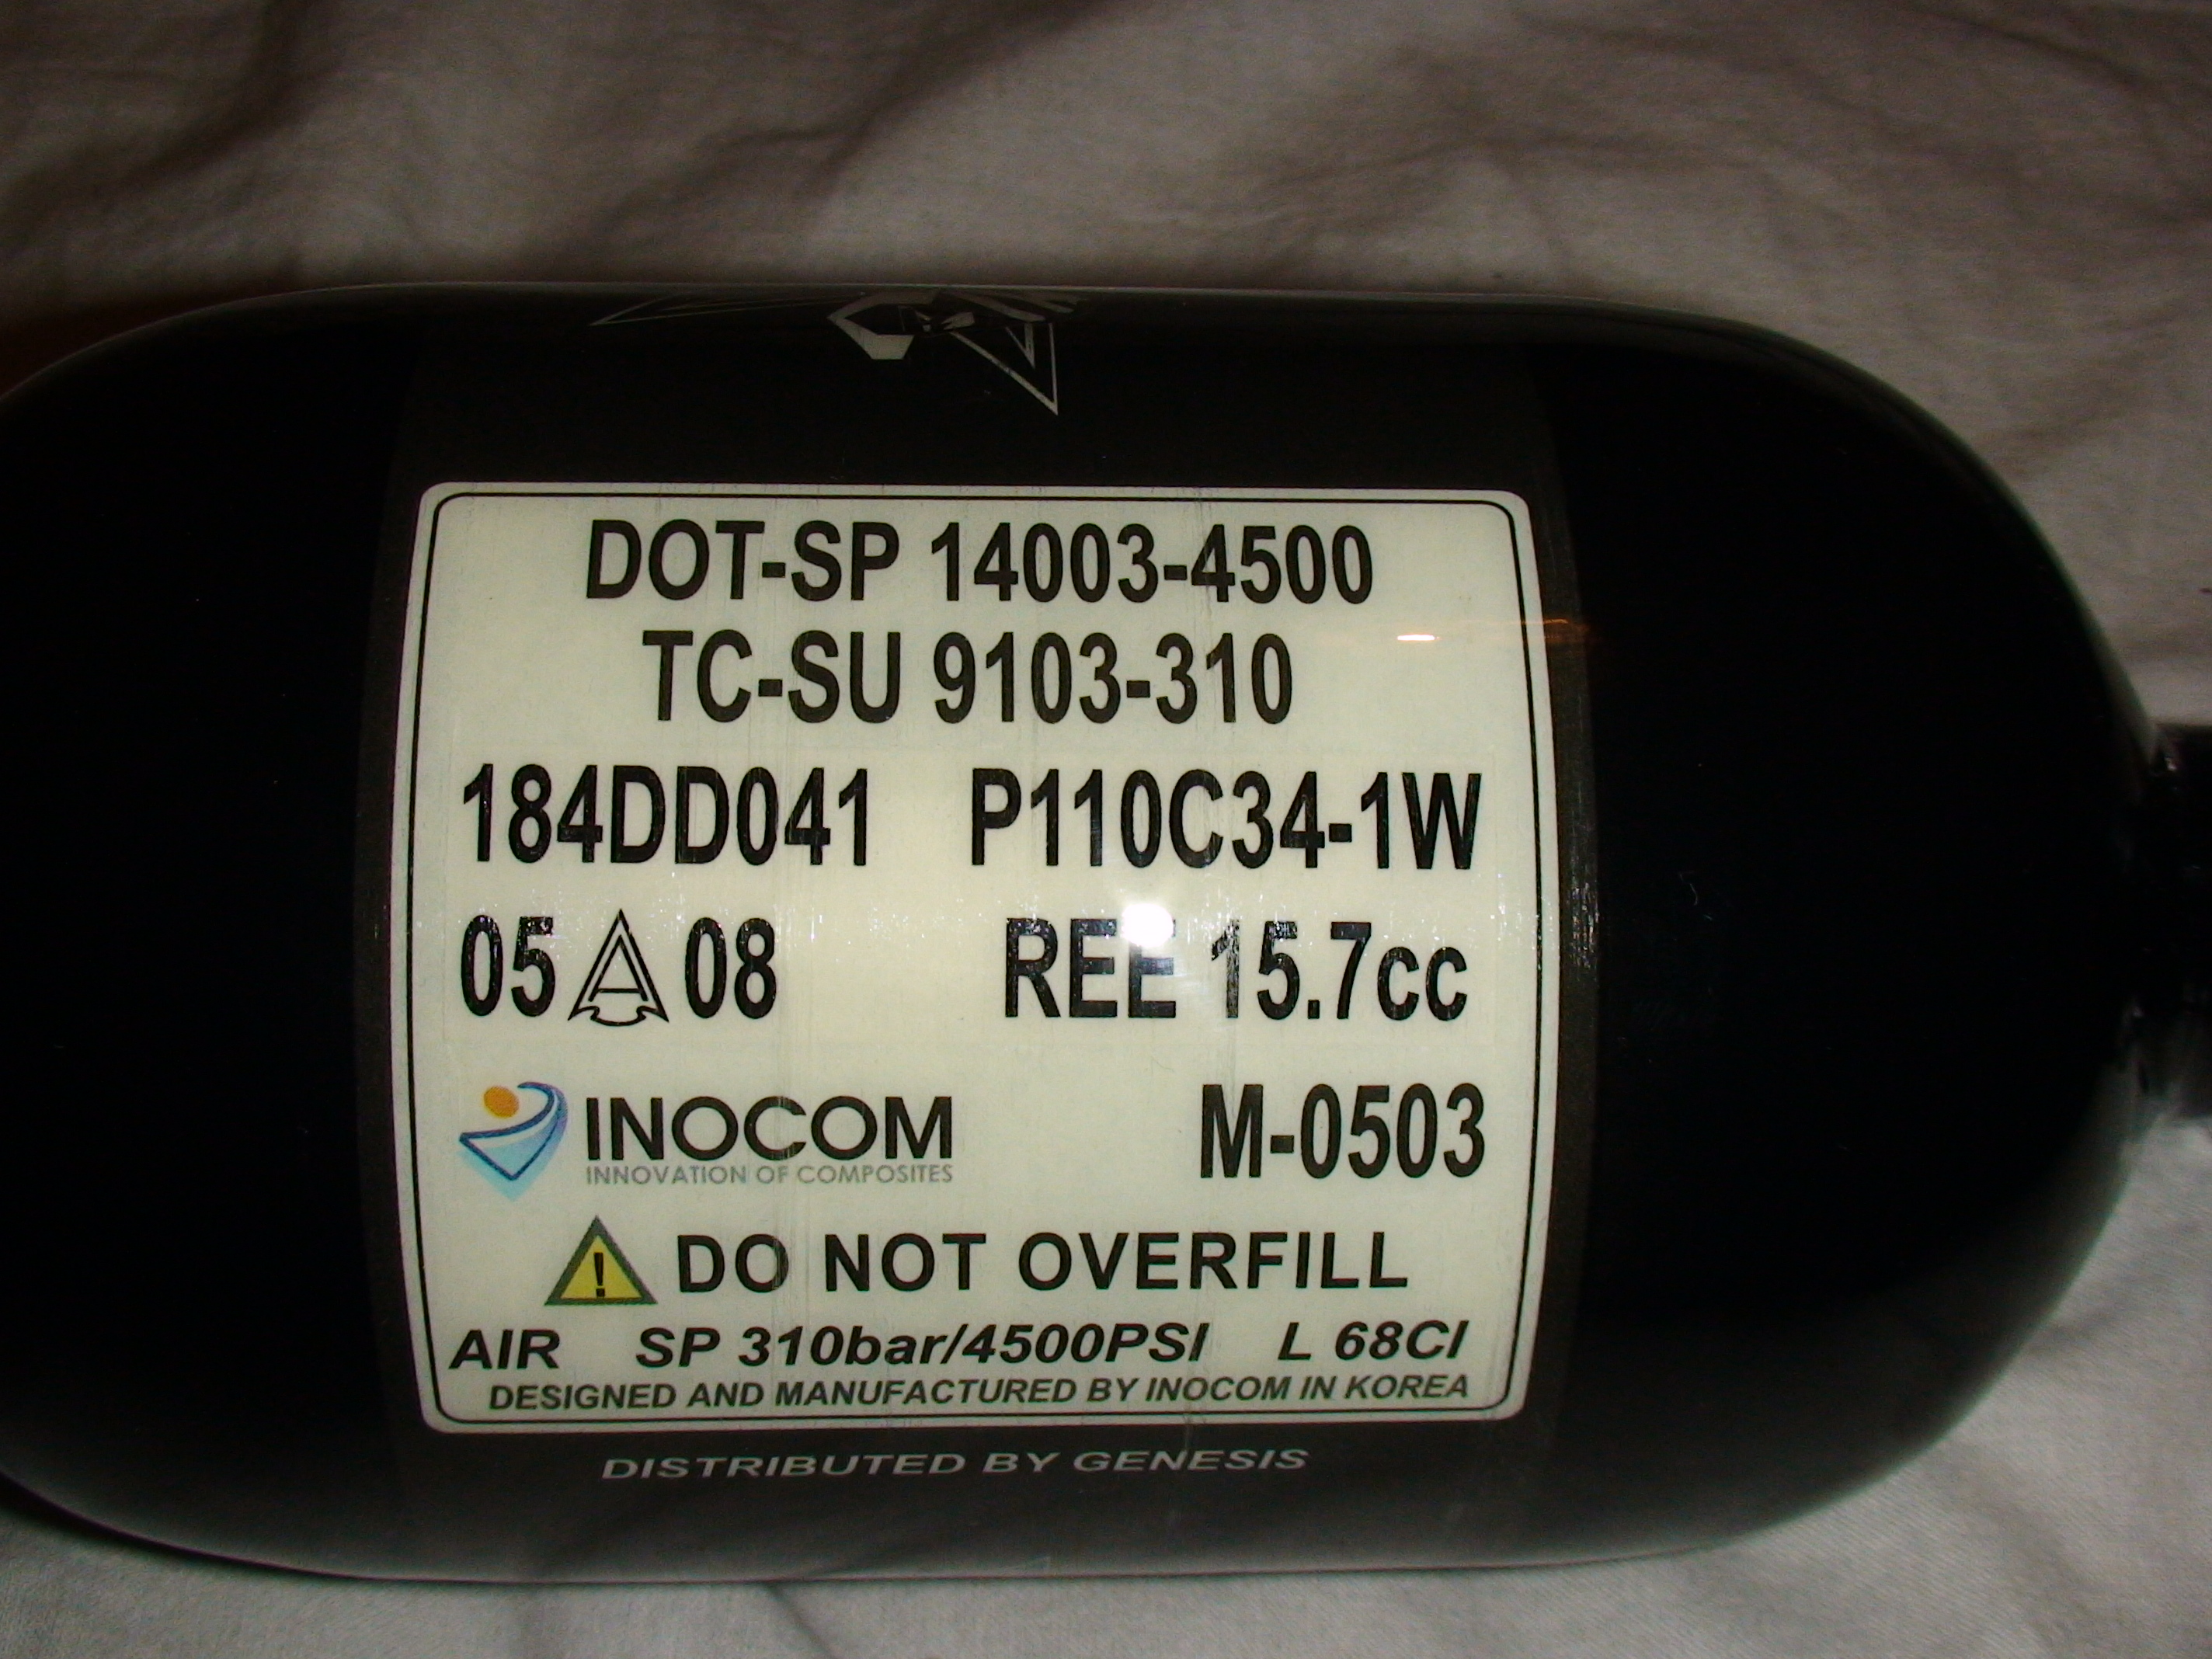 DOT-SP 14003-4500
TC-SU 9103-310
184DD041 P110C34-1W
05 A 08 REE 15.7cc
INOCOM M-0503
INNOVATION OF COMPOSITES
! DO NOT OVERFILL
AIR SP 310bar/4500PSI L 68CI
DESIGNED AND MANUFACTURED BY INOCOM IN KOREA
DISTRIBUTED BY GENESIS